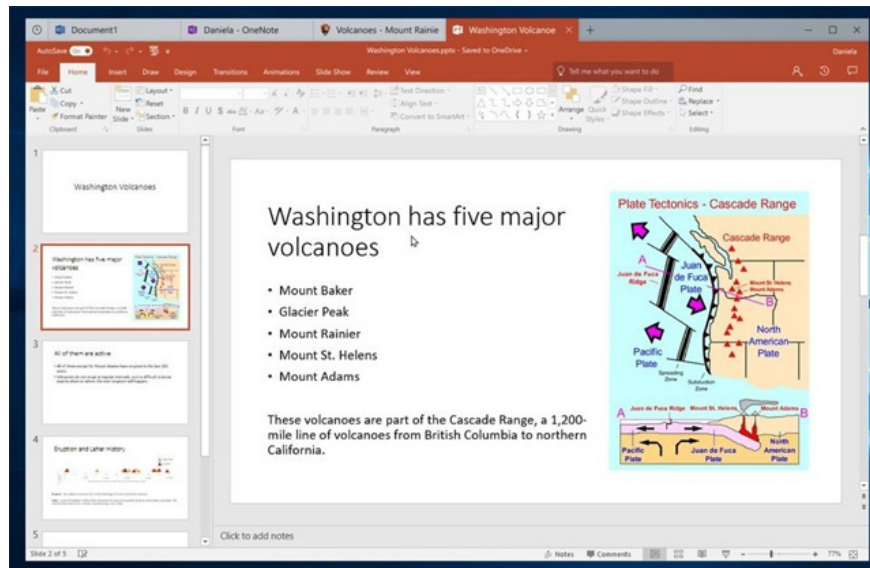 Document1
Daniela - OneNote
Volcanoes - Mount Rainie
Washington Volcanoe
AutoSave On
Washington Volcanoes.pptx - Saved to OneDrive
Daniela
File Home Insert Draw Design Transitions Animations Slide Show Review View
Tell me what you want to do
Paste
Cut
Copy
Format Painter
Clipboard
New Slide
Layout
Reset
Section
Slides
Font
Text Direction
Align Text
Convert to SmartArt
Paragraph
Arrange
Quick Styles
Shape Fill
Shape Outline
Shape Effects
Drawing
Find
Replace
Select
Editing
1
Washington Volcanoes
2
Washington has five major
volcanoes
3
All of them are active
4
Eruption and Lahar History
5
Washington has five major
volcanoes
• Mount Baker
• Glacier Peak
• Mount Rainier
• Mount St. Helens
• Mount Adams
These volcanoes are part of the Cascade Range, a 1,200-
mile line of volcanoes from British Columbia to northern
California.
Plate Tectonics - Cascade Range
Cascade Range
A
Juan de Fuca
Ridge
Juan
de Fuca
Plate
Mount St. Helens
Mount Adams
B
North
American
Plate
Pacific
Plate
Spreading
Zone
Subduction
Zone
A
Juan de Fuca Ridge
Mount St. Helens
Mount Adams
B
Pacific
Plate
Juan de Fuca
Plate
North
American
Plate
Click to add notes
Slide 2 of 5
Notes
Comments
77%